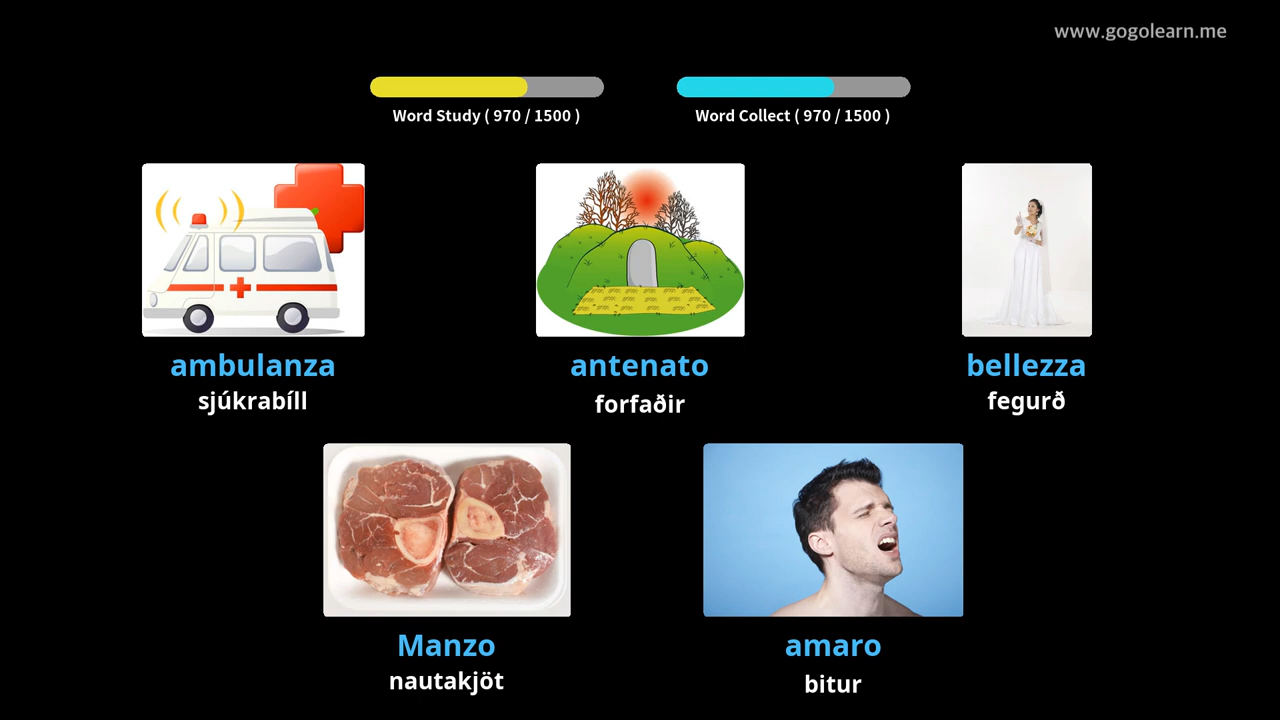 www.gogolearn.me
Word Study ( 970 / 1500 )
Word Collect ( 970 / 1500 )
ambulanza
sjúkrabíll
antenato
forfaðir
bellezza
fegurð
Manzo
nautakjöt
amaro
bitur